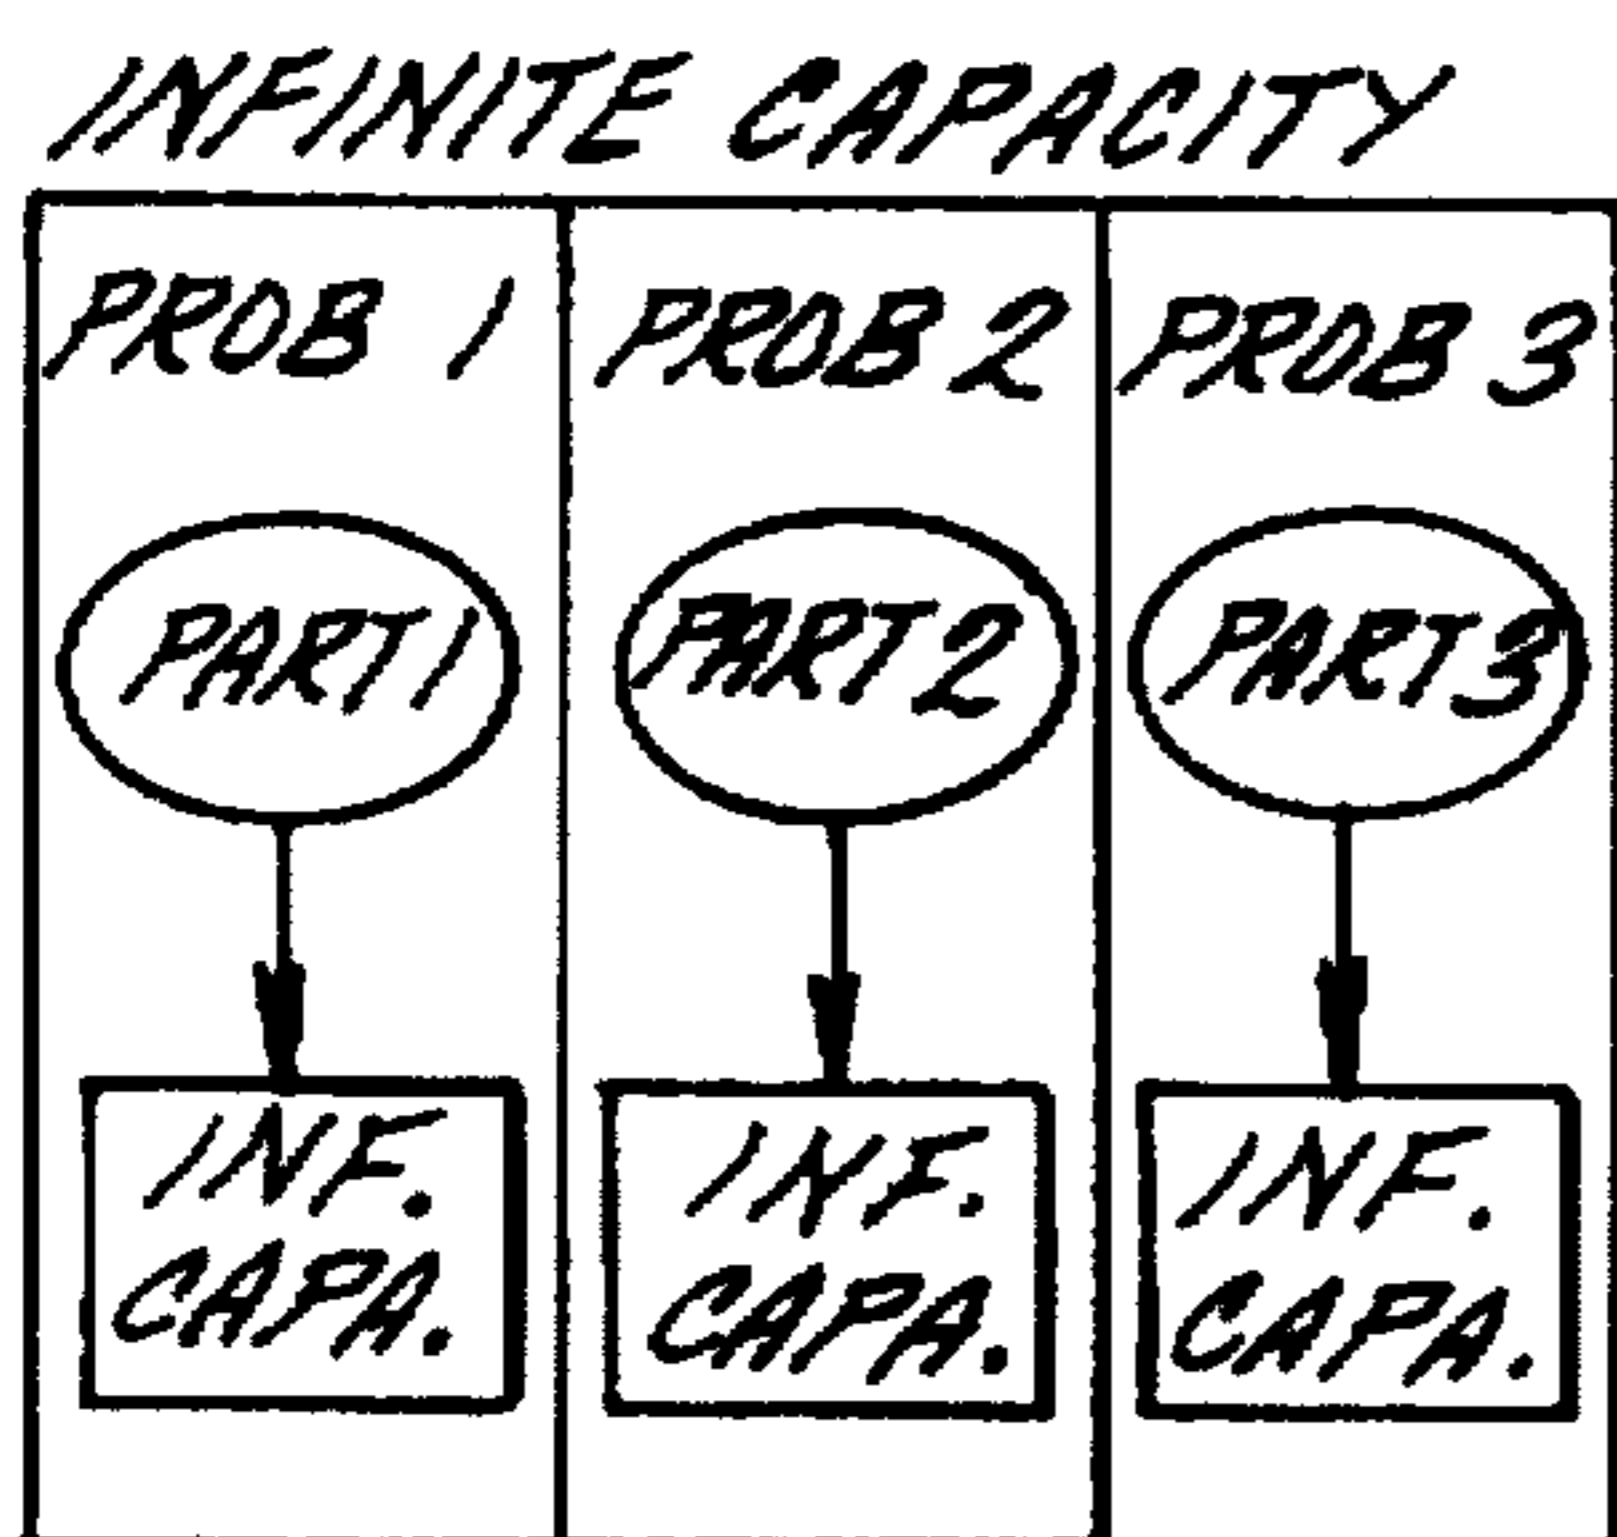 INFINITE CAPACITY
PROB 1
PROB 2
PROB 3
PART 1
PART 2
PART 3
INF.
CAPA.
INF.
CAPA.
INF.
CAPA.